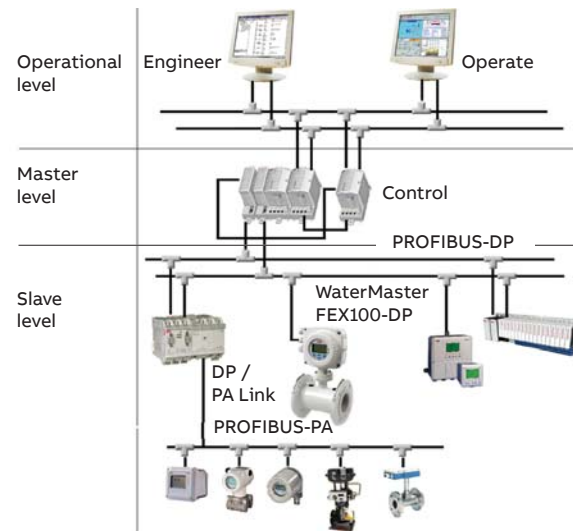 Operational
level
Engineer
Operate
Master
level
Control
PROFIBUS-DP
Slave
level
WaterMaster
FEX100-DP
DP /
PA Link
PROFIBUS-PA